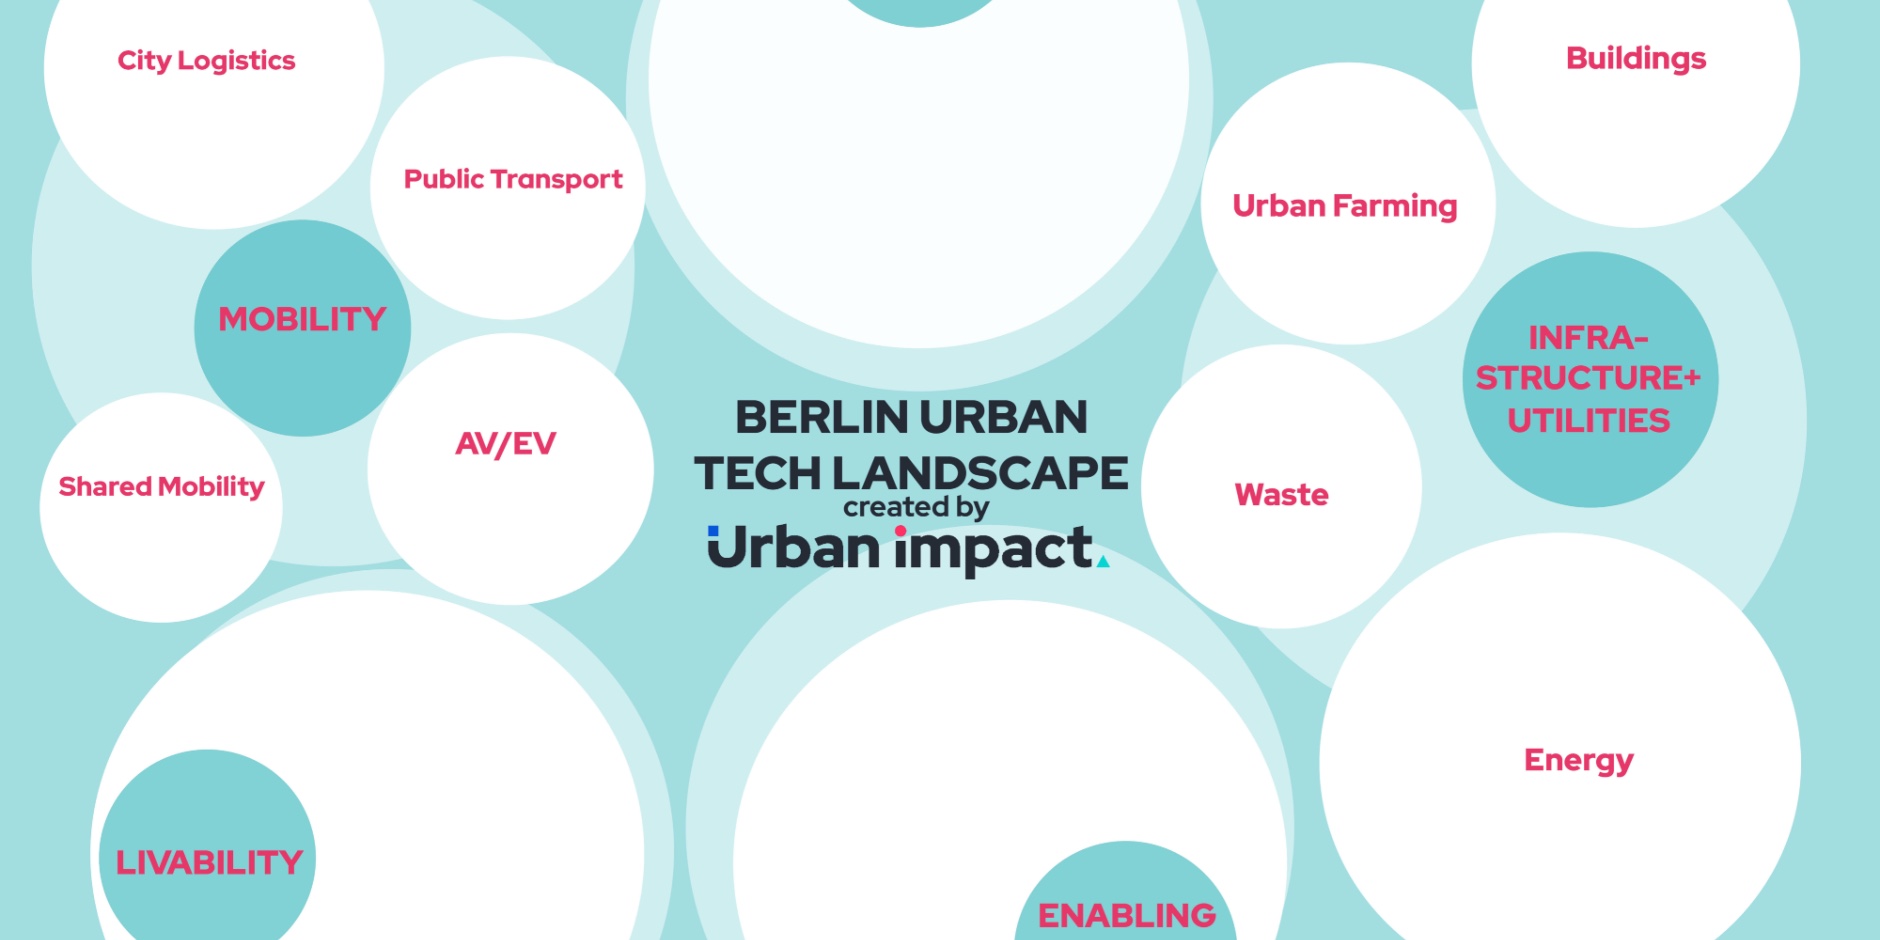 City Logistics
Public Transport
MOBILITY
AV/EV
Shared Mobility
BERLIN URBAN
TECH LANDSCAPE
created by
Urban impact.
Buildings
Urban Farming
INFRA-
STRUCTURE+
UTILITIES
Waste
Energy
LIVABILITY
ENABLING